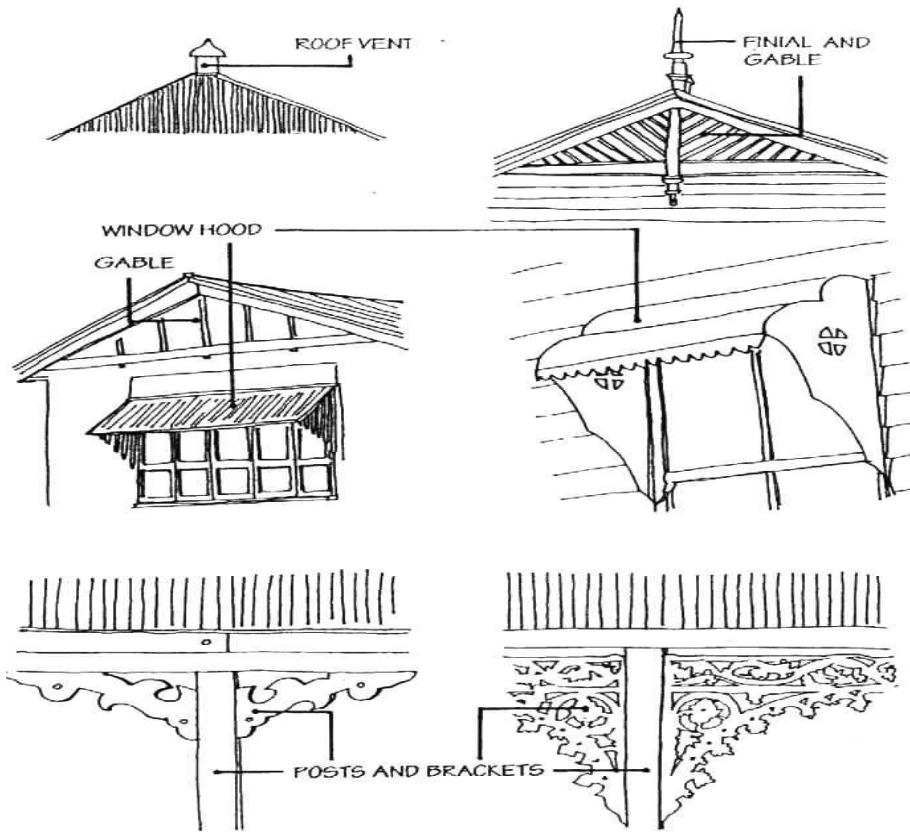 ROOF VENT
FINIAL AND
GABLE
WINDOW HOOD
GABLE
POSTS AND BRACKETS